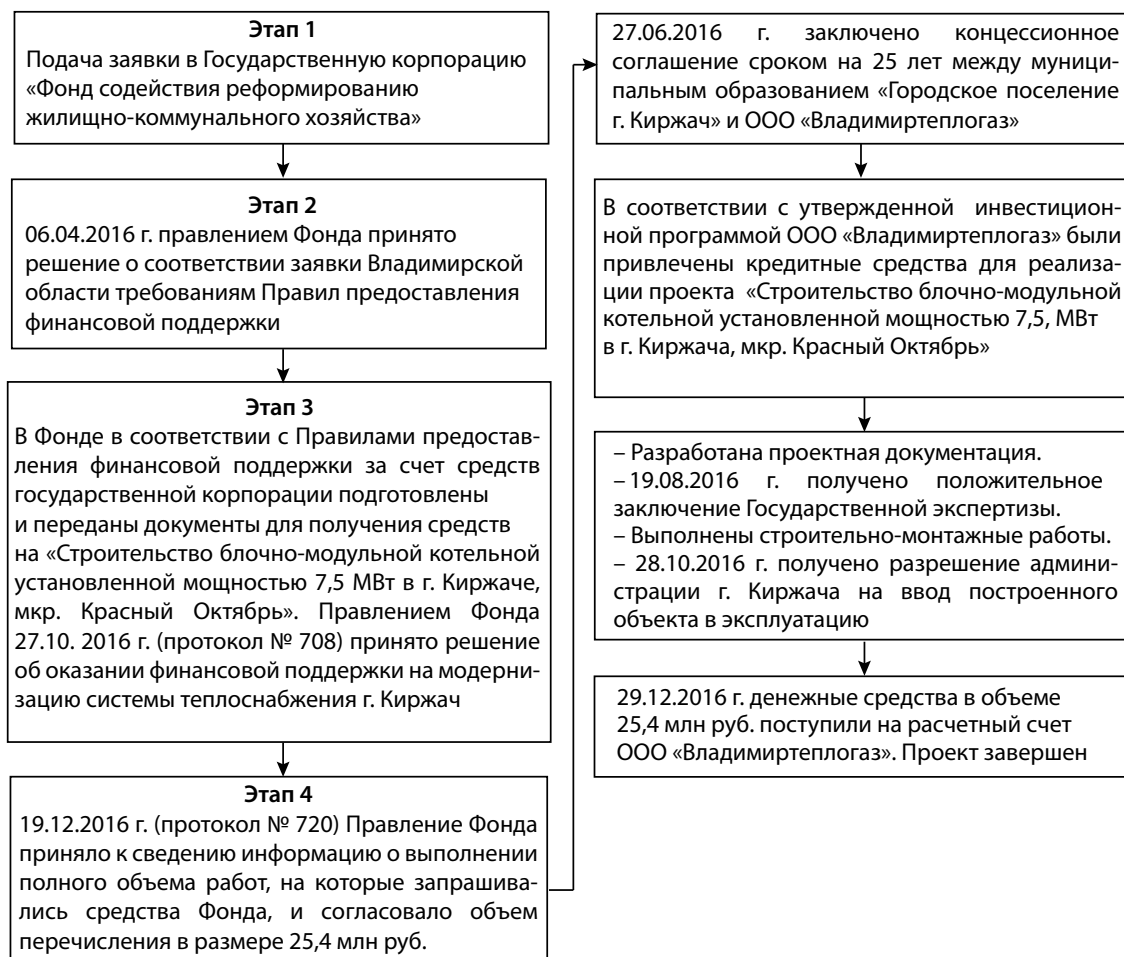 Этап 1
Подача заявки в Государственную корпорацию
«Фонд содействия реформированию
жилищно-коммунального хозяйства»
Этап 2
06.04.2016 г. правлением Фонда принято
решение о соответствии заявки Владимирской
области требованиям Правил предоставления
финансовой поддержки
Этап 3
В Фонде в соответствии с Правилами предостав-
ления финансовой поддержки за счет средств
государственной корпорации подготовлены
и переданы документы для получения средств
на «Строительство блочно-модульной котельной
установленной мощностью 7,5 МВт в г. Киржаче,
мкр. Красный Октябрь». Правлением Фонда
27.10. 2016 г. (протокол № 708) принято решение
об оказании финансовой поддержки на модерни-
зацию системы теплоснабжения г. Киржач
Этап 4
19.12.2016 г. (протокол № 720) Правление Фонда
приняло к сведению информацию о выполнении
полного объема работ, на которые запрашива-
лись средства Фонда, и согласовало объем
перечисления в размере 25,4 млн руб.
27.06.2016 г. заключено концессионное
соглашение сроком на 25 лет между муници-
пальным образованием «Городское поселение
г. Киржач» и ООО «Владимиртеплогаз»
В соответствии с утвержденной инвестицион-
ной программой ООО «Владимиртеплогаз» были
привлечены кредитные средства для реализа-
ции проекта «Строительство блочно-модульной
котельной установленной мощностью 7,5, МВт
в г. Киржача, мкр. Красный Октябрь»
– Разработана проектная документация.
– 19.08.2016 г. получено положительное
заключение Государственной экспертизы.
– Выполнены строительно-монтажные работы.
– 28.10.2016 г. получено разрешение админи-
страции г. Киржача на ввод построенного
объекта в эксплуатацию
29.12.2016 г. денежные средства в объеме
25,4 млн руб. поступили на расчетный счет
ООО «Владимиртеплогаз». Проект завершен